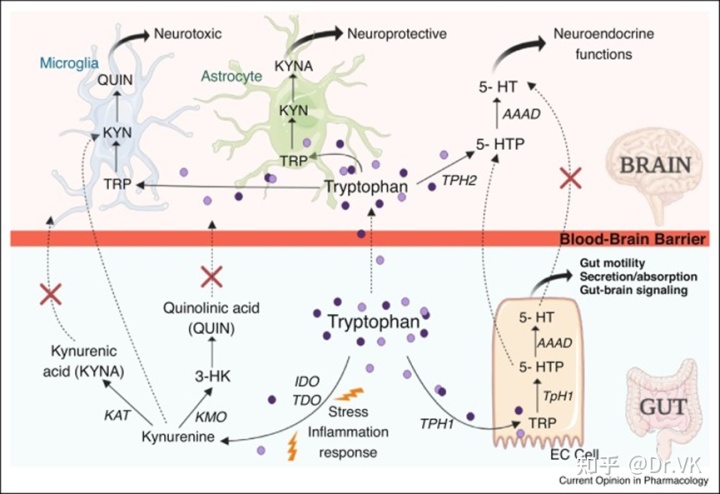 Neurotoxic
Neuroprotective
Neuroendocrine
functions
Microglia
QUIN
KYN
TRP
Astrocyte
KYNA
KYN
TRP
5- HT
AAAD
5- HTP
TPH2
Tryptophan
BRAIN
Blood-Brain Barrier
Gut motility
Secretion/absorption
Gut-brain signaling
Quinolinic acid
(QUIN)
Tryptophan
5- HT
AAAD
5- HTP
TpH1
TRP
EC Cell
Kynurenic
acid (KYNA)
3-HK
KAT
KMO
Kynurenine
IDO
TDO
Stress
Inflammation
response
TPH1
GUT
知乎 @Dr.VK
Current Opinion in Pharmacology